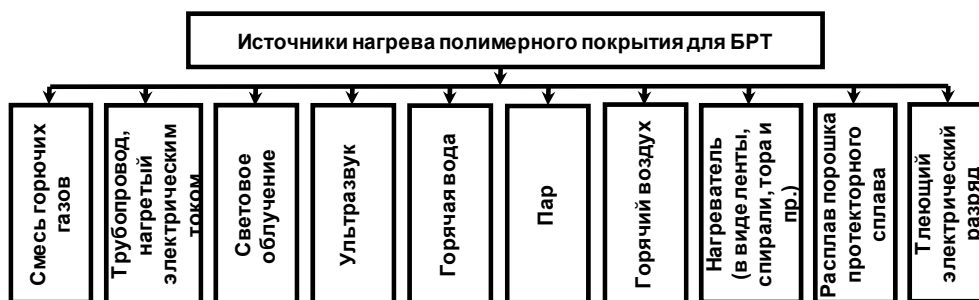 Источники нагрева полимерного покрытия для БРТ
Смесь горючих
газов
Трубопровод,
нагретый
электрическим
током
Световое
облучение
Ультразвук
Горячая вода
Пар
Горячий воздух
Нагреватель
(в виде ленты,
спирали, тора и
пр.)
Расплав порошка
протекторного
сплава
Тлеющий
электрический
разряд